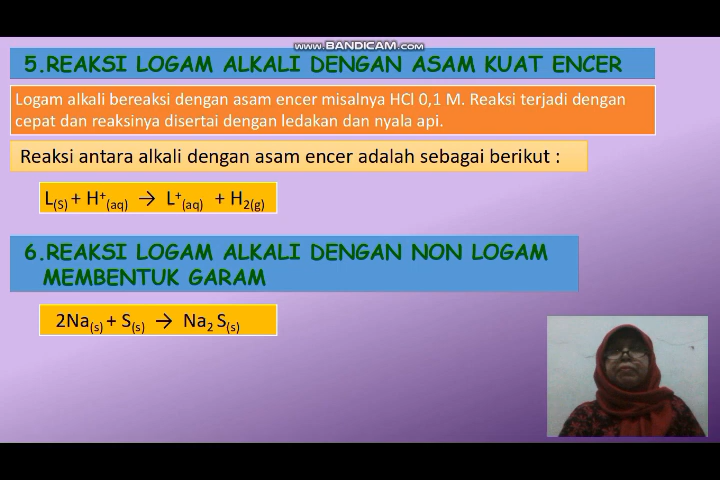 www.BANDICAM.com
5.REAKSI LOGAM ALKALI DENGAN ASAM KUAT ENCER
Logam alkali bereaksi dengan asam encer misalnya HCl 0,1 M. Reaksi terjadi dengan
cepat dan reaksinya disertai dengan ledakan dan nyala api.
Reaksi antara alkali dengan asam encer adalah sebagai berikut :
L(S) + H⁺(aq) → L⁺(aq) + H₂(g)
6.REAKSI LOGAM ALKALI DENGAN NON LOGAM
MEMBENTUK GARAM
2Na(s) + S(s) → Na₂ S(s)